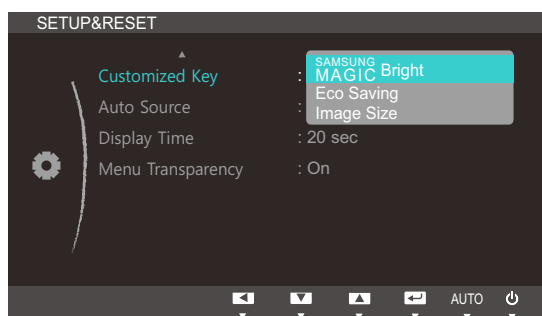 SETUP&RESET
Customized Key :
SAMSUNG
MAGIC Bright
Eco Saving
Image Size
Auto Source :
Display Time : 20 sec
Menu Transparency : On
AUTO